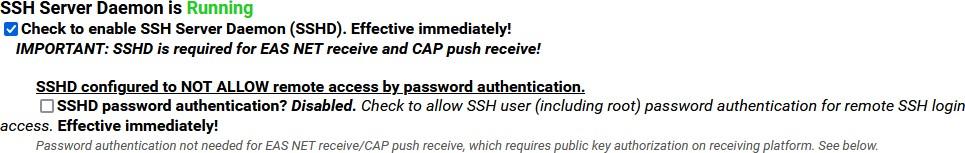 SSH Server Daemon is Running
Check to enable SSH Server Daemon (SSHD). Effective immediately!
IMPORTANT: SSHD is required for EAS NET receive and CAP push receive!
SSHD configured to NOT ALLOW remote access by password authentication.
SSHD password authentication? Disabled. Check to allow SSH user (including root) password authentication for remote SSH login
access. Effective immediately!
Password authentication not needed for EAS NET receive/CAP push receive, which requires public key authorization on receiving platform. See below.